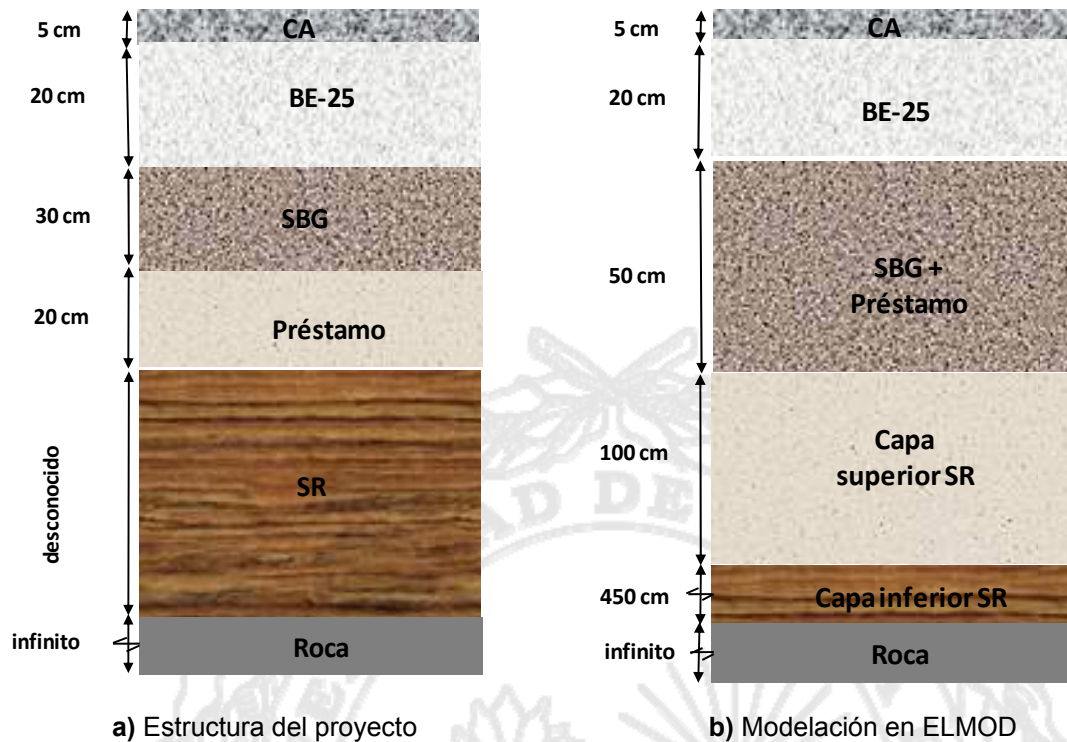 5 cm
CA
20 cm
BE-25
30 cm
SBG
20 cm
Préstamo
desconocido
SR
infinito
Roca
a) Estructura del proyecto
5 cm
CA
20 cm
BE-25
50 cm
SBG +
Préstamo
100 cm
Capa
superior SR
450 cm
Capa inferior SR
infinito
Roca
b) Modelación en ELMOD
AD DE